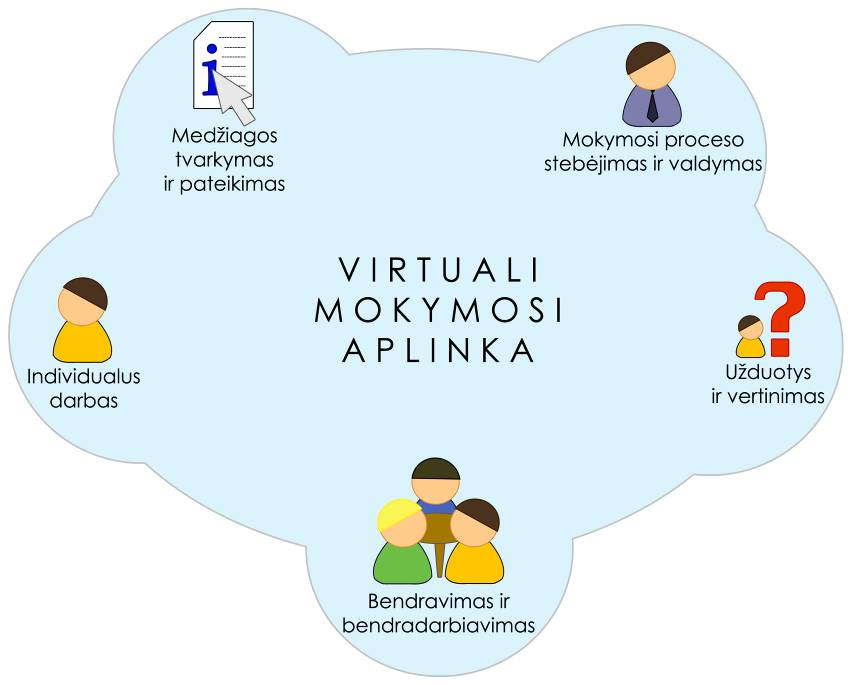 Medžiagos
tvarkymas
ir pateikimas
Mokymosi proceso
stebėjimas ir valdymas
VIRTUALI
MOKYMOSI
APLINKA
Individualus
darbas
Užduotys
ir vertinimas
Bendravimas ir
bendradarbiavimas